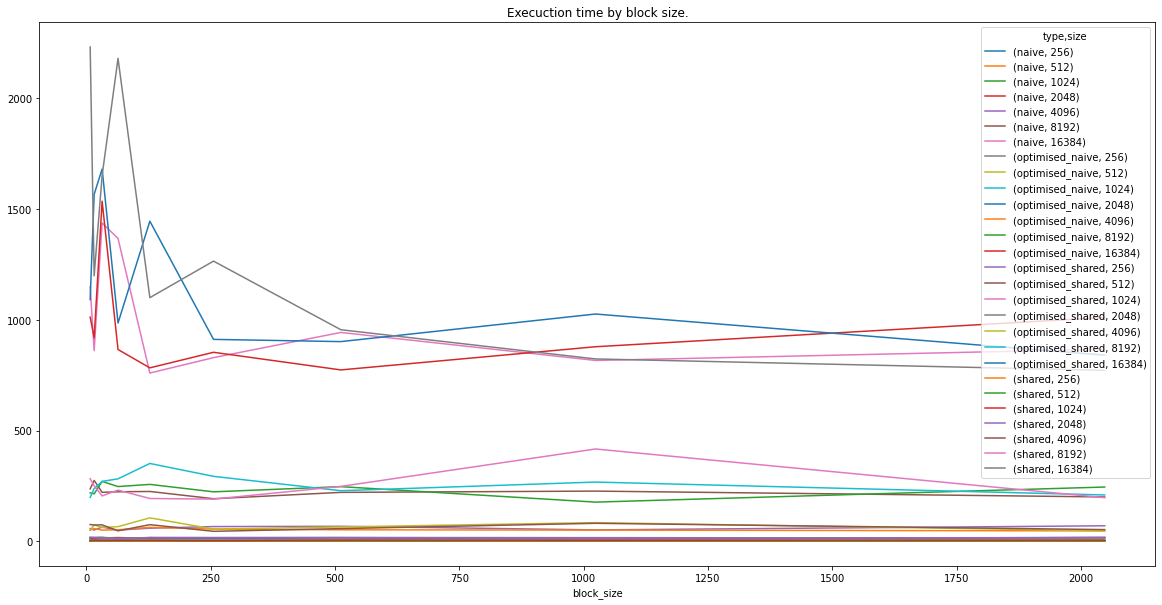 Execuction time by block size.
type,size
(naive, 256)
(naive, 512)
(naive, 1024)
(naive, 2048)
(naive, 4096)
(naive, 8192)
(naive, 16384)
(optimised_naive, 256)
(optimised_naive, 512)
(optimised_naive, 1024)
(optimised_naive, 2048)
(optimised_naive, 4096)
(optimised_naive, 8192)
(optimised_naive, 16384)
(optimised_shared, 256)
(optimised_shared, 512)
(optimised_shared, 1024)
(optimised_shared, 2048)
(optimised_shared, 4096)
(optimised_shared, 8192)
(optimised_shared, 16384)
(shared, 256)
(shared, 512)
(shared, 1024)
(shared, 2048)
(shared, 4096)
(shared, 8192)
(shared, 16384)
2000
1500
1000
500
0
0 250 500 750 1000 1250 1500 1750 2000
block_size